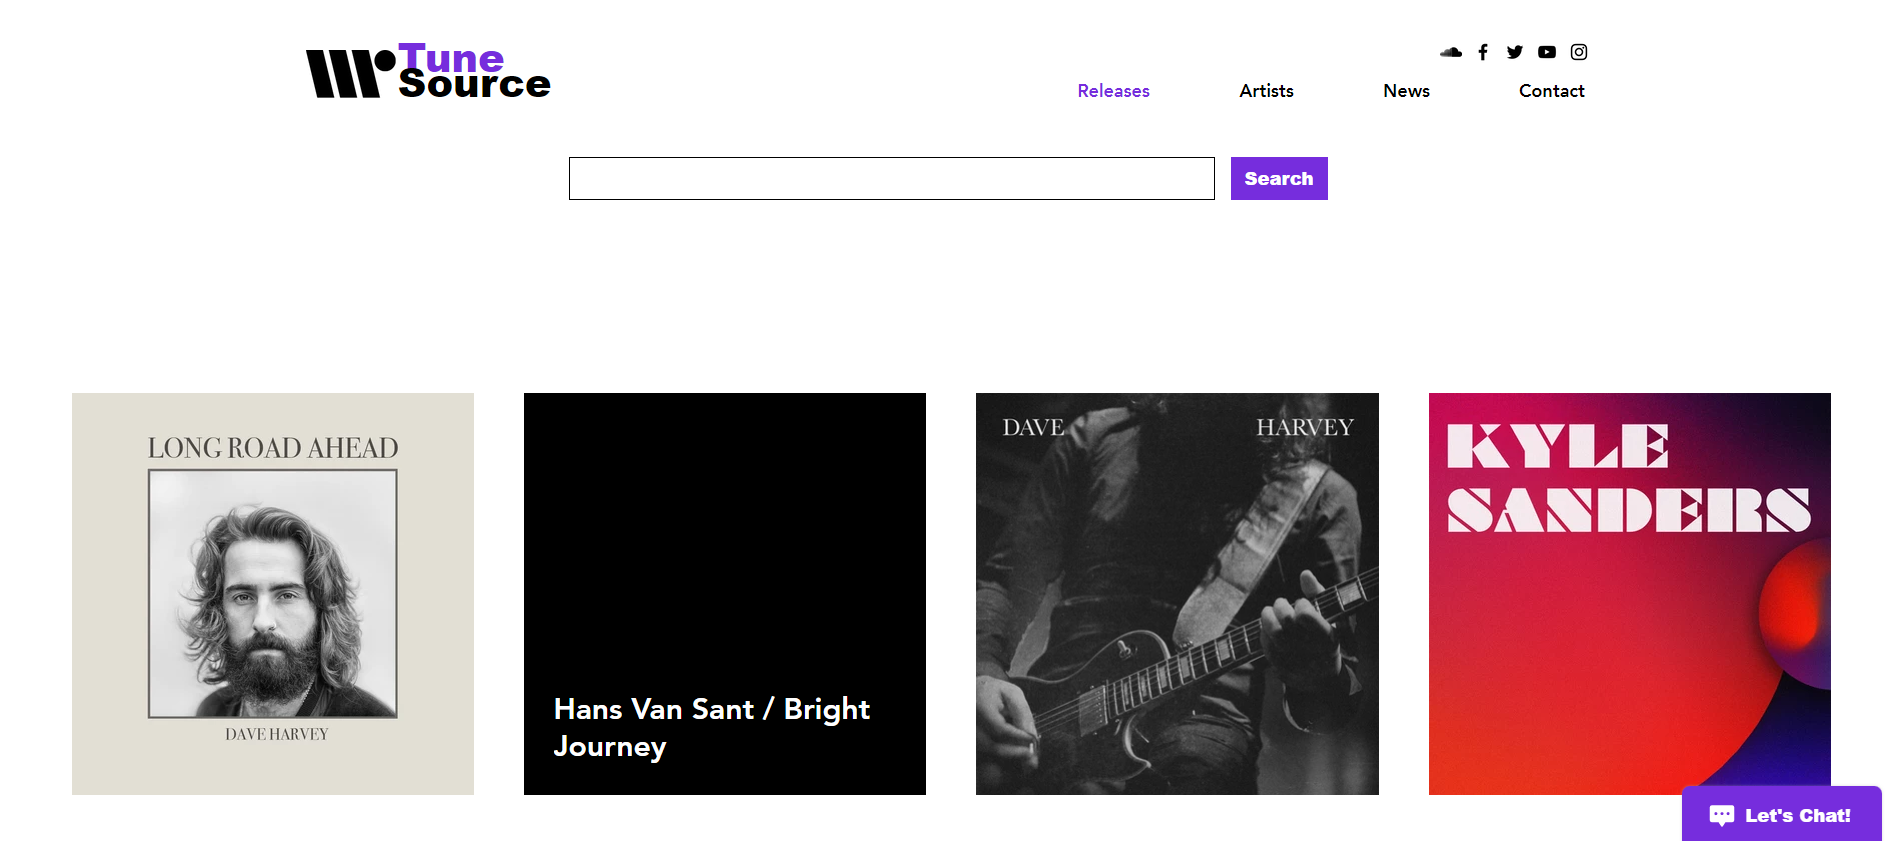 Tune
Source
Releases
Artists
News
Contact
Search
LONG ROAD AHEAD
DAVE HARVEY
Hans Van Sant / Bright
Journey
DAVE HARVEY
KYLE
SANDERS
Let's Chat!